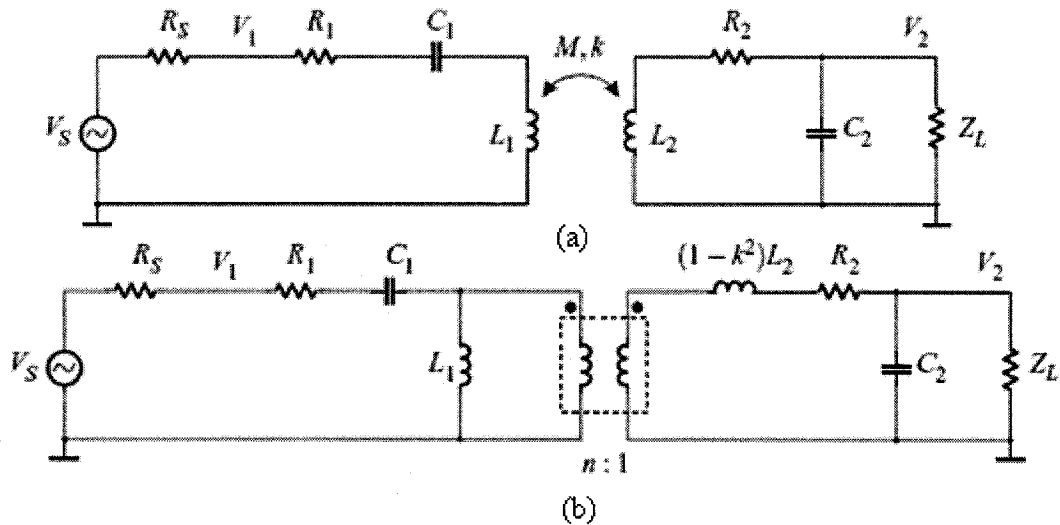 R_S V_1 R_1 C_1 M, k R_2 V_2
V_S L_1 L_2 C_2 Z_L
(a)
R_S V_1 R_1 C_1 (1 − k²)L_2 R_2 V_2
V_S L_1 C_2 Z_L
n : 1
(b)